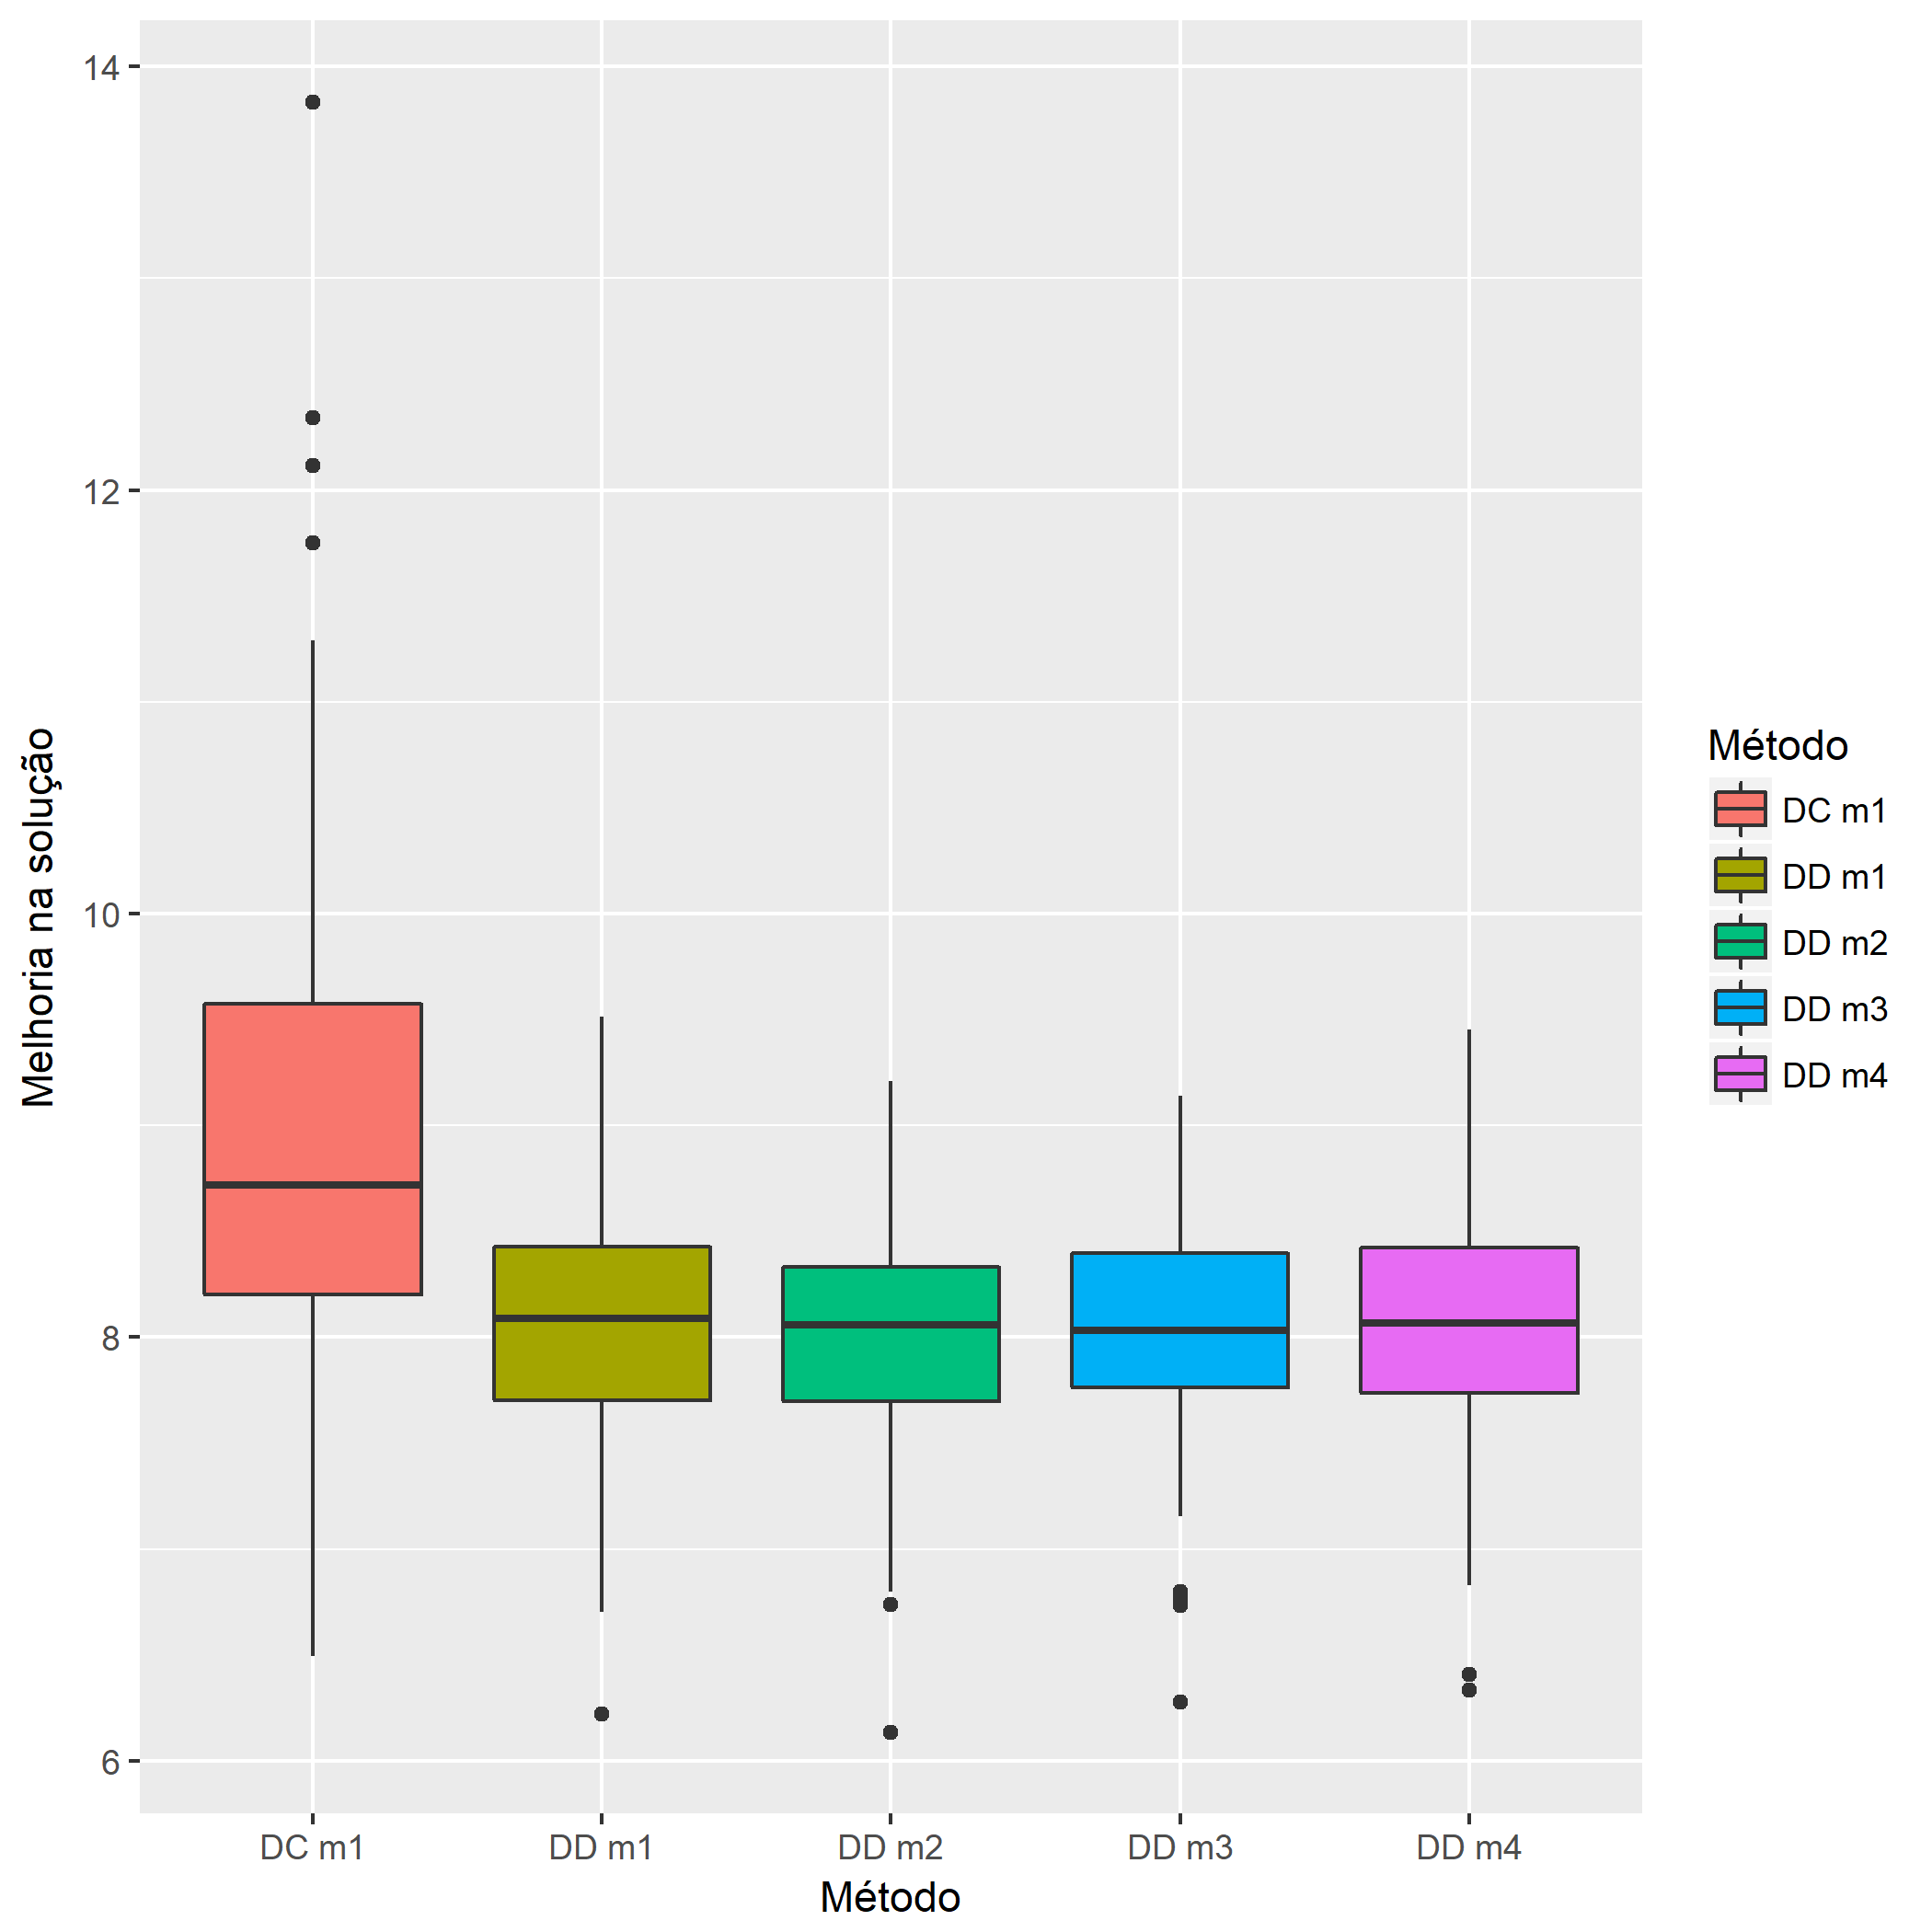 14
12
10
8
6
Melhoria na solução
DC m1
DD m1
DD m2
DD m3
DD m4
Método
Método
DC m1
DD m1
DD m2
DD m3
DD m4